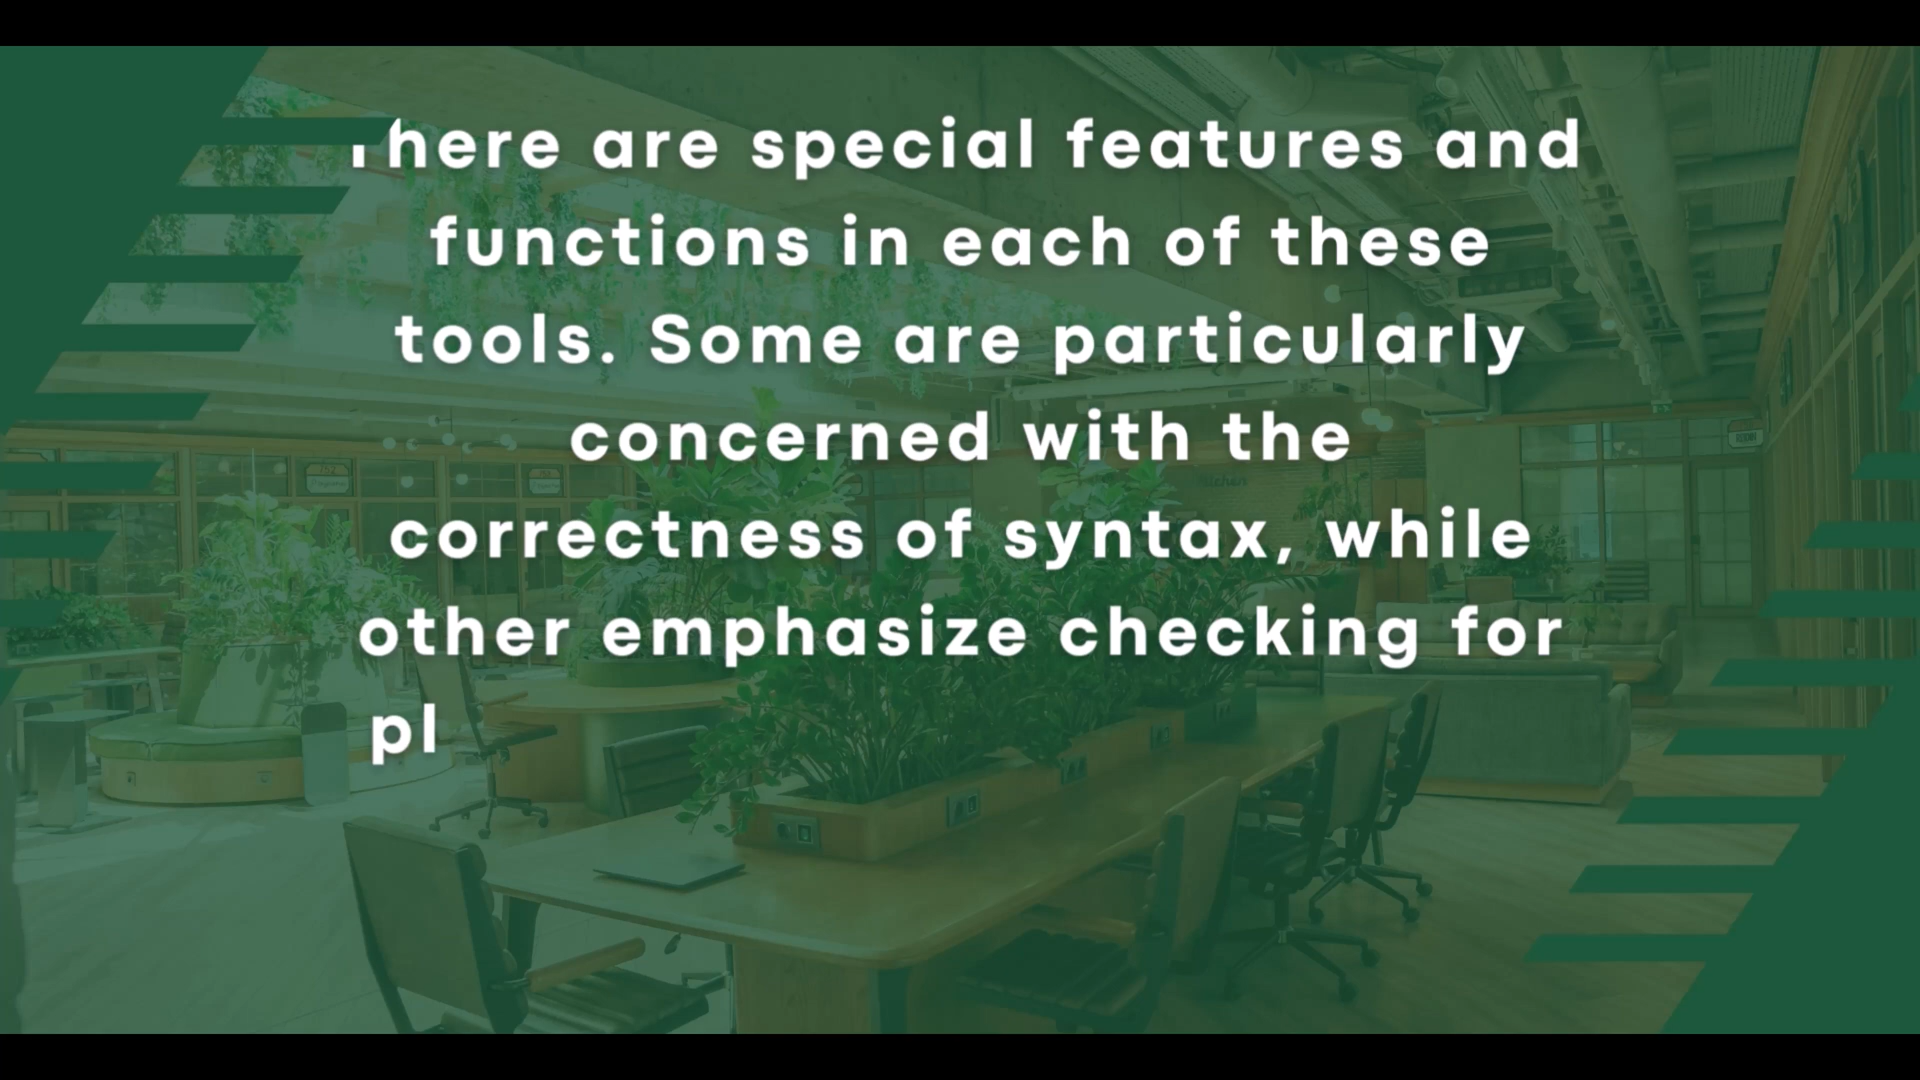 There are special features and
functions in each of these
tools. Some are particularly
concerned with the
correctness of syntax, while
other emphasize checking for
pl